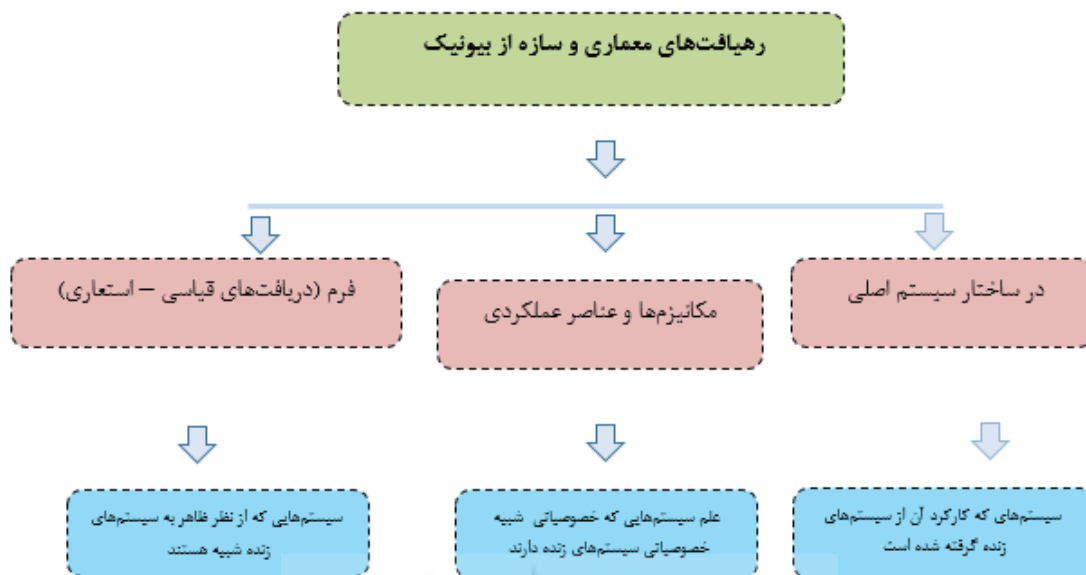 رهیافت‌های معماری و سازه از بیونیک
در ساختار سیستم اصلی
مکانیزم‌ها و عناصر عملکردی
فرم (دریافت‌های قیاسی – استعاری)
سیستم‌های که کارکرد آن از سیستم‌های
زنده گرفته شده است
علم سیستم‌هایی که خصوصیاتی شبیه
خصوصیاتی سیستم‌های زنده دارند
سیستم‌هایی که از نظر ظاهر به سیستم‌های
زنده شبیه هستند